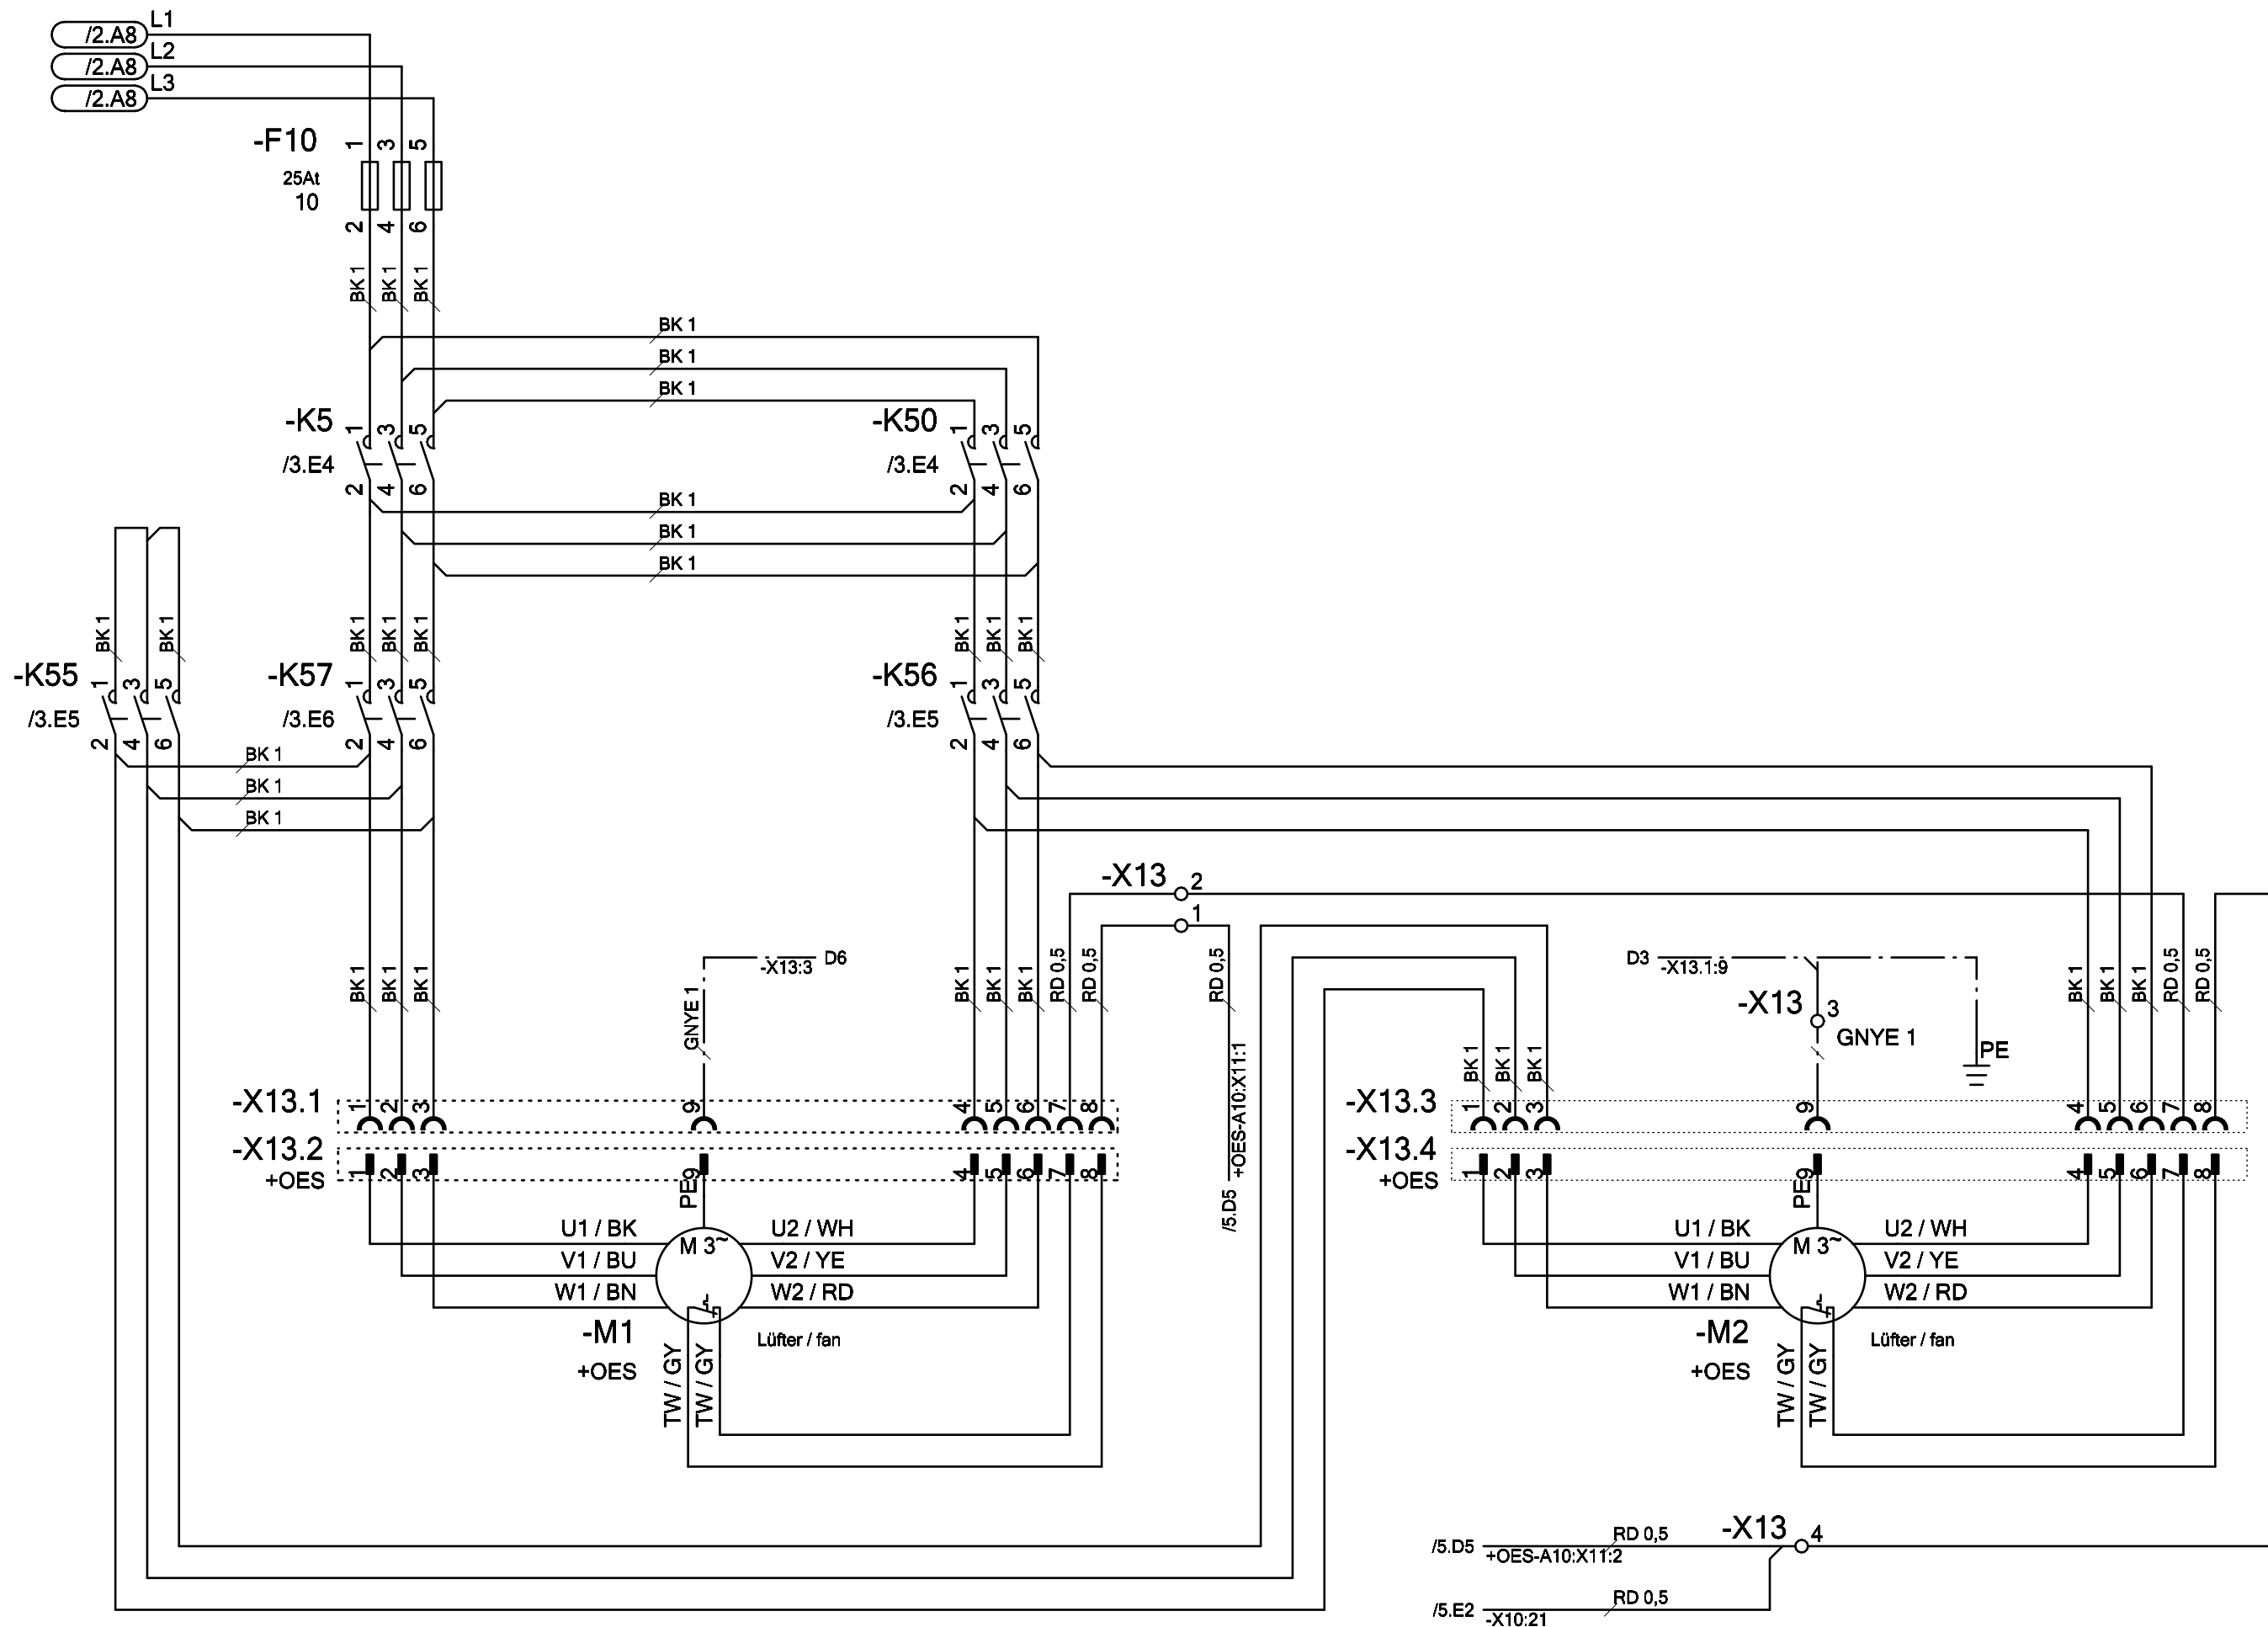 /2.A8 L1
/2.A8 L2
/2.A8 L3
-F10
25At
10
1 3 5
2 4 6
BK 1 BK 1 BK 1
BK 1
BK 1
BK 1
-K5
/3.E4
1 3 5
2 4 6
-K50
/3.E4
1 3 5
2 4 6
BK 1
BK 1
BK 1
BK 1 BK 1
BK 1 BK 1 BK 1
BK 1 BK 1 BK 1
-K55
/3.E5
1 3 5
2 4 6
-K57
/3.E6
1 3 5
2 4 6
-K56
/3.E5
1 3 5
2 4 6
BK 1
BK 1
BK 1
-X13 2
1
BK 1 BK 1 BK 1
GNYE 1
-X13:3 D6
BK 1 BK 1 BK 1 RD 0,5 RD 0,5
RD 0,5
+OES-A10:X11:1
/5.D5
D3 -X13.1:9
-X13 3
GNYE 1
PE
BK 1 BK 1 BK 1
BK 1 BK 1 BK 1 RD 0,5 RD 0,5
-X13.1
1 2 3 9 4 5 6 7 8
-X13.2
+OES
1 2 3 9 4 5 6 7 8
PE
-X13.3
1 2 3 9 4 5 6 7 8
-X13.4
+OES
1 2 3 9 4 5 6 7 8
PE
U1 / BK
V1 / BU
W1 / BN
M 3~
U2 / WH
V2 / YE
W2 / RD
-M1
+OES
Lüfter / fan
TW / GY
TW / GY
U1 / BK
V1 / BU
W1 / BN
M 3~
U2 / WH
V2 / YE
W2 / RD
-M2
+OES
Lüfter / fan
TW / GY
TW / GY
/5.D5 RD 0,5 -X13 4
+OES-A10:X11:2
/5.E2 RD 0,5
-X10:21